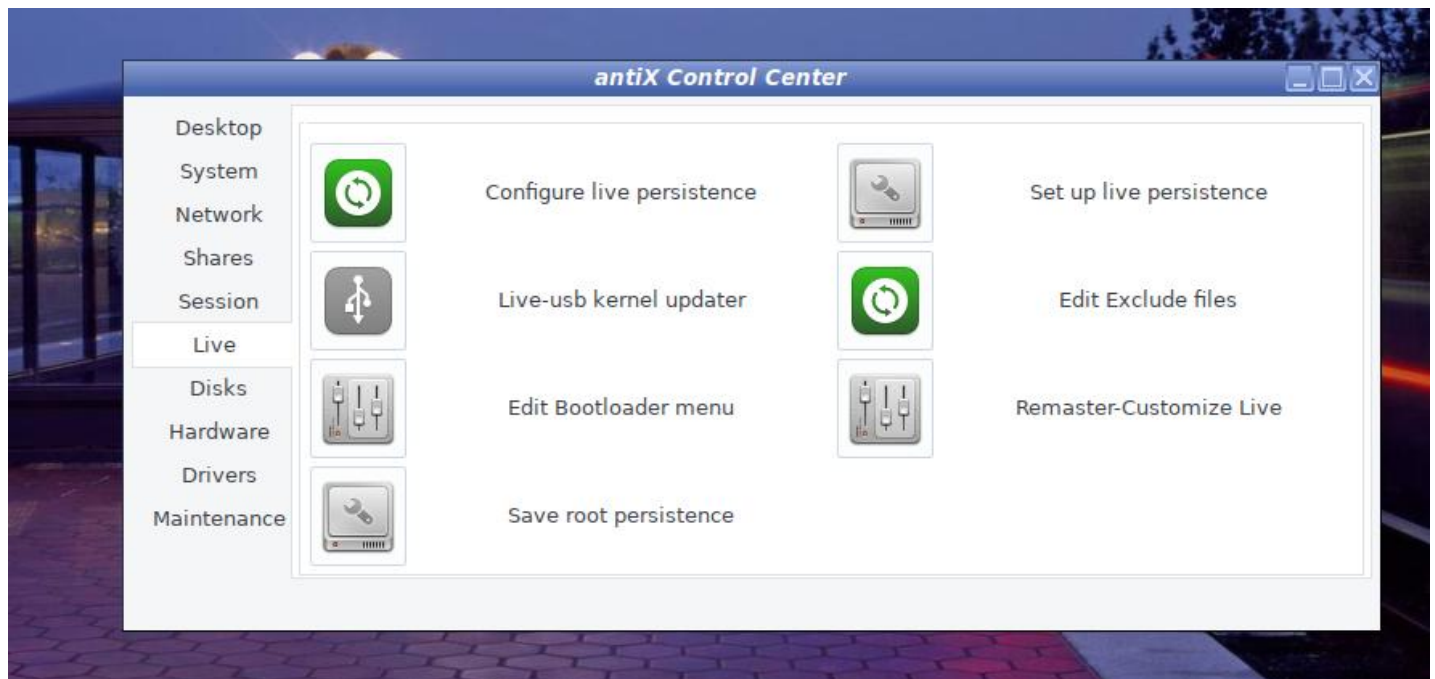 antiX Control Center
Desktop
System
Network
Shares
Session
Live
Disks
Hardware
Drivers
Maintenance
Configure live persistence
Set up live persistence
Live-usb kernel updater
Edit Exclude files
Edit Bootloader menu
Remaster-Customize Live
Save root persistence